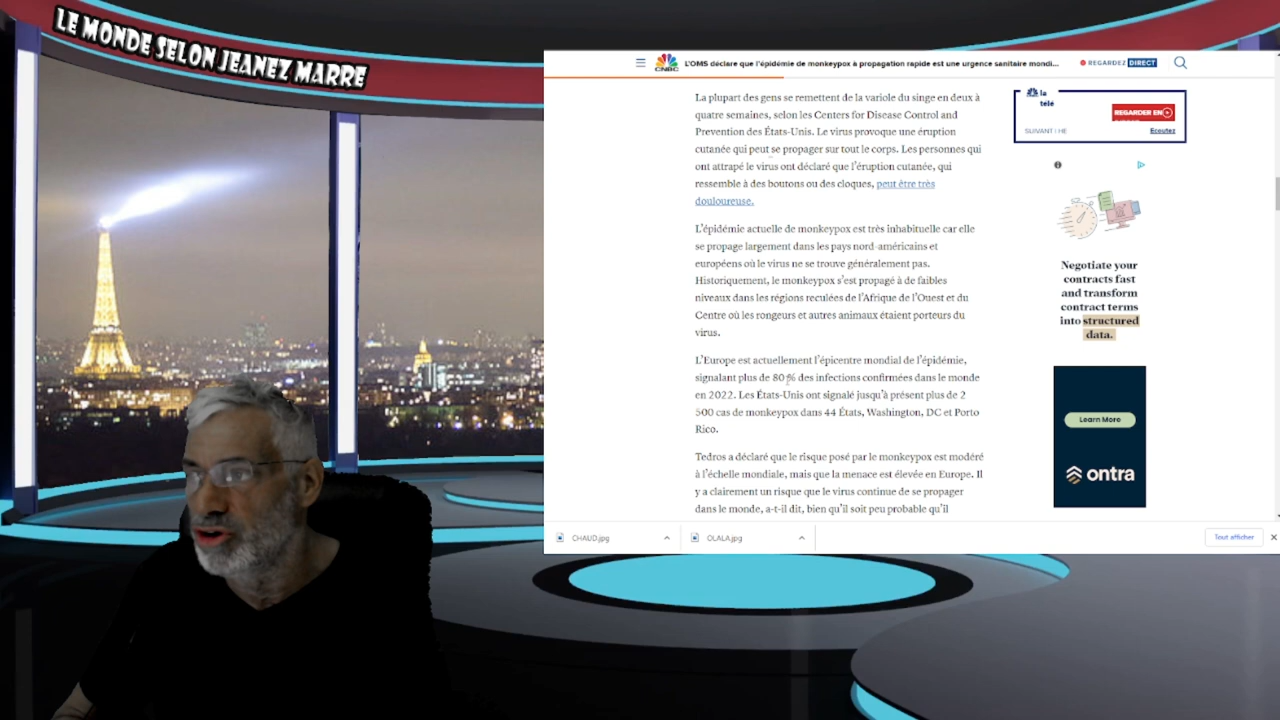 LE MONDE SELON JEANEZ MARRE
CNBC
L'OMS déclare que l'épidémie de monkeypox à propagation rapide est une urgence sanitaire mondi...
REGARDEZ DIRECT
La plupart des gens se remettent de la variole du singe en deux à
quatre semaines, selon les Centers for Disease Control and
Prevention des États-Unis. Le virus provoque une éruption
cutanée qui peut se propager sur tout le corps. Les personnes qui
ont attrapé le virus ont déclaré que l'éruption cutanée, qui
ressemble à des boutons ou des cloques, peut être très
douloureuse.
L'épidémie actuelle de monkeypox est très inhabituelle car elle
se propage largement dans les pays nord-américains et
européens où le virus ne se trouve généralement pas.
Historiquement, le monkeypox s'est propagé à de faibles
niveaux dans les régions reculées de l'Afrique de l'Ouest et du
Centre où les rongeurs et autres animaux étaient porteurs du
virus.
L'Europe est actuellement l'épicentre mondial de l'épidémie,
signalant plus de 80 % des infections confirmées dans le monde
en 2022. Les États-Unis ont signalé jusqu'à présent plus de 2
500 cas de monkeypox dans 44 États, Washington, DC et Porto
Rico.
Tedros a déclaré que le risque posé par le monkeypox est modéré
à l'échelle mondiale, mais que la menace est élevée en Europe. Il
y a clairement un risque que le virus continue de se propager
dans le monde, a-t-il dit, bien qu'il soit peu probable qu'il
la
télé
REGARDER EN
SUIVANT | HE
Ecoutez
Negotiate your
contracts fast
and transform
contract terms
into structured
data.
Learn More
ontra
CHAUD.jpg
OLALA.jpg
Tout afficher